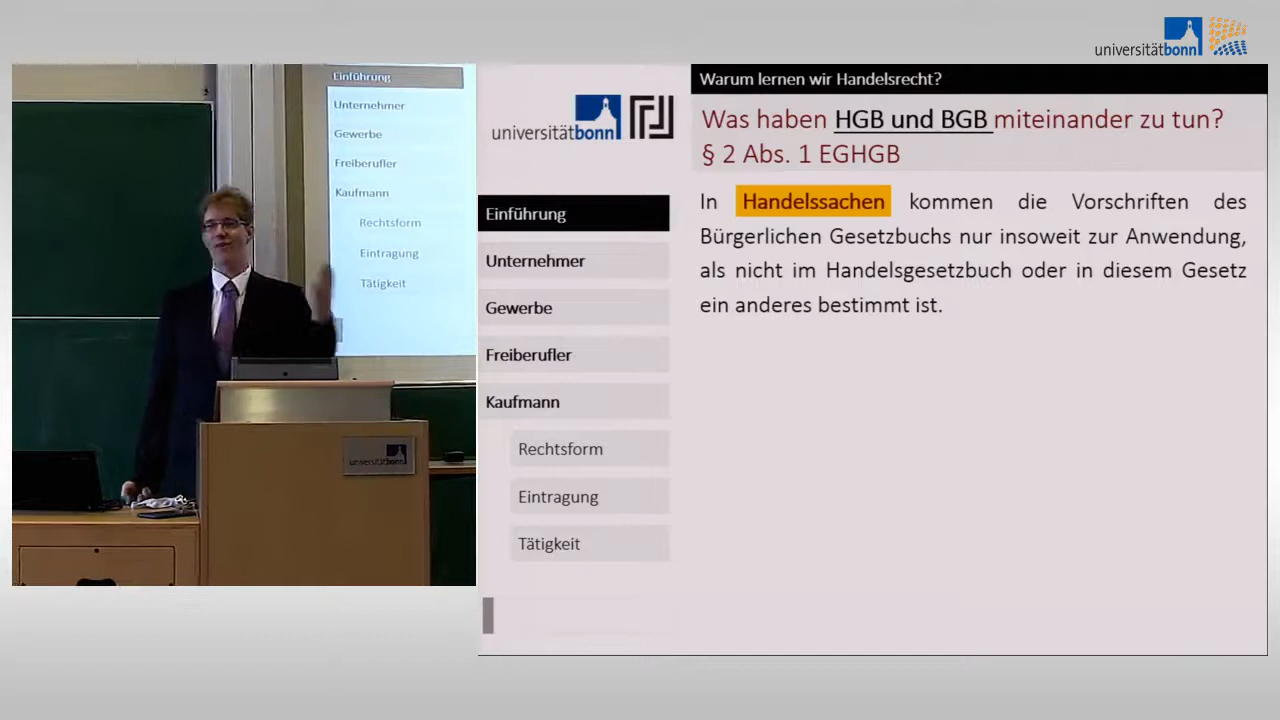 universitätbonn
Einführung
Unternehmer
Gewerbe
Freiberufler
Kaufmann
Rechtsform
Eintragung
Tätigkeit
universitätbonn
universitätbonn
Einführung
Unternehmer
Gewerbe
Freiberufler
Kaufmann
Rechtsform
Eintragung
Tätigkeit
Warum lernen wir Handelsrecht?
Was haben HGB und BGB miteinander zu tun?
§ 2 Abs. 1 EGHGB
In Handelssachen kommen die Vorschriften des
Bürgerlichen Gesetzbuchs nur insoweit zur Anwendung,
als nicht im Handelsgesetzbuch oder in diesem Gesetz
ein anderes bestimmt ist.